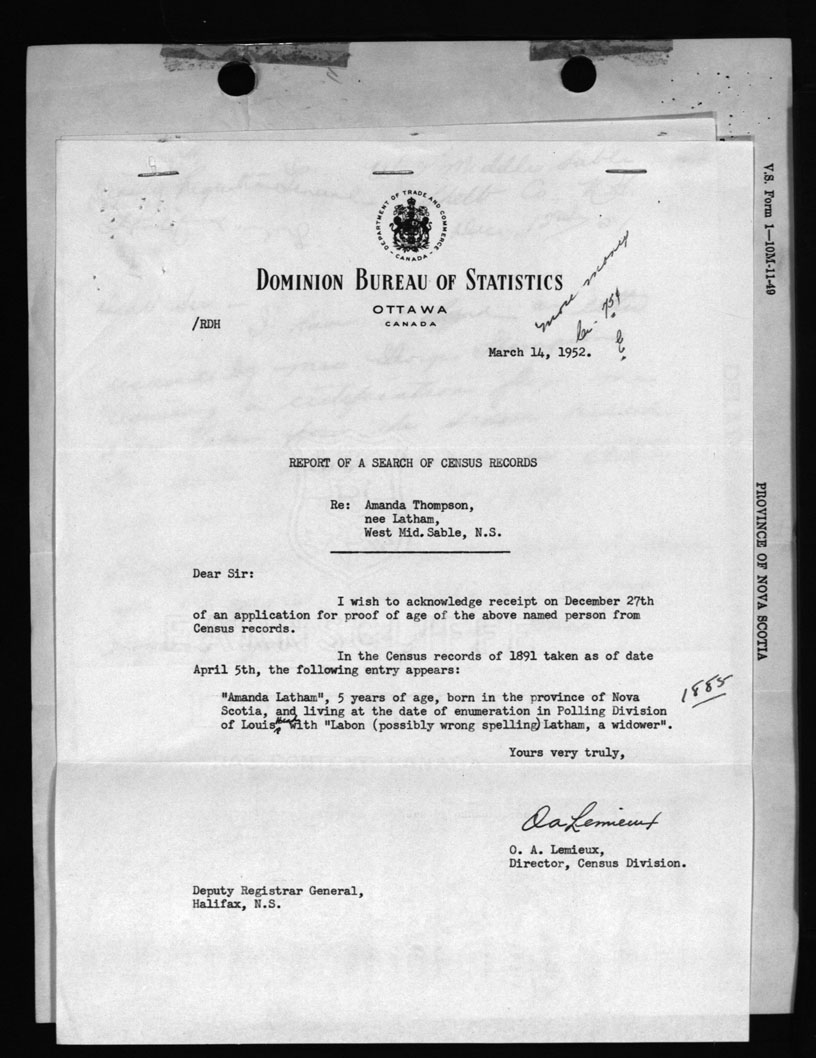 DEPARTMENT OF TRADE AND COMMERCE
- CANADA -
DOMINION BUREAU OF STATISTICS
OTTAWA
CANADA
/RDH
more money
75¢
March 14, 1952.
REPORT OF A SEARCH OF CENSUS RECORDS
Re: Amanda Thompson,
nee Latham,
West Mid. Sable, N.S.
Dear Sir:
I wish to acknowledge receipt on December 27th
of an application for proof of age of the above named person from
Census records.
In the Census records of 1891 taken as of date
April 5th, the following entry appears:
"Amanda Latham", 5 years of age, born in the province of Nova
Scotia, and living at the date of enumeration in Polling Division
of Louis Head with "Labon (possibly wrong spelling) Latham, a widower".
1885
Yours very truly,
O A Lemieux
O. A. Lemieux,
Director, Census Division.
Deputy Registrar General,
Halifax, N.S.
V.S. Form 1—10M-11-49
PROVINCE OF NOVA SCOTIA